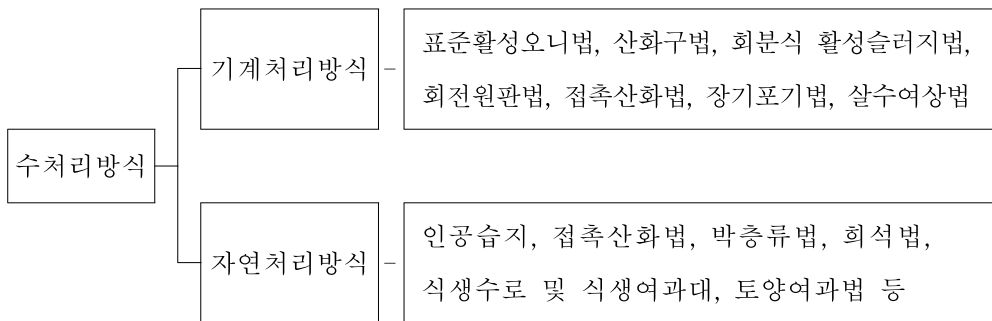 기계처리방식
표준활성오니법, 산화구법, 회분식 활성슬러지법,
회전원판법, 접촉산화법, 장기포기법, 살수여상법
수처리방식
자연처리방식
인공습지, 접촉산화법, 박층류법, 희석법,
식생수로 및 식생여과대, 토양여과법 등